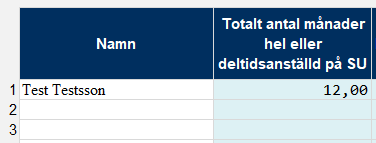 Namn
Totalt antal månader
hel eller
deltidsanställd på SU
1 Test Testsson 12,00
2
3